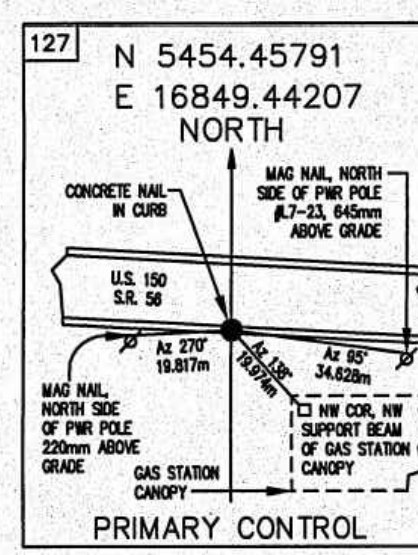 127
N 5454.45791
E 16849.44207
NORTH
CONCRETE NAIL
IN CURB
MAG NAIL, NORTH
SIDE OF PWR POLE
#L7-23, 645mm
ABOVE GRADE
U.S. 150
S.R. 56
Az 270°
19.817m
Az 138°
19.974m
Az 95°
34.628m
MAG NAIL,
NORTH SIDE
OF PWR POLE
220mm ABOVE
GRADE
NW COR, NW
SUPPORT BEAM
OF GAS STATION
CANOPY
GAS STATION
CANOPY
PRIMARY CONTROL